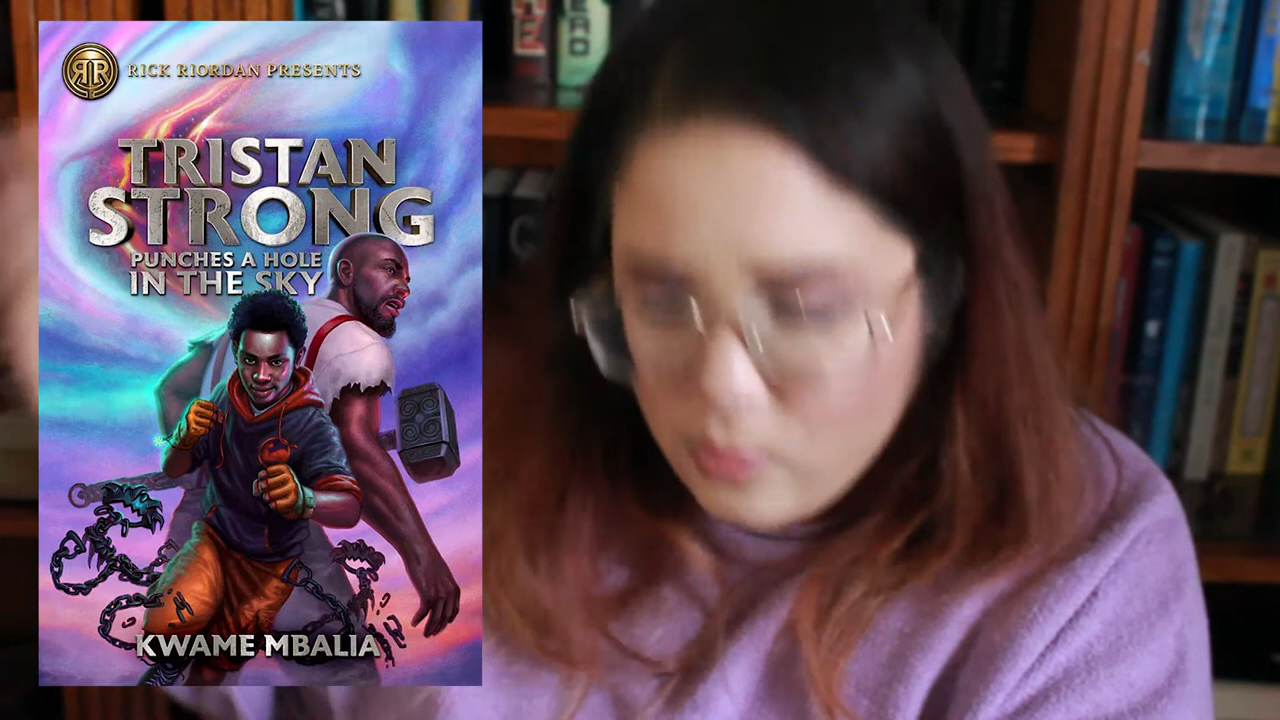 RICK RIORDAN PRESENTS
TRISTAN
STRONG
PUNCHES A HOLE
IN THE SKY
KWAME MBALIA